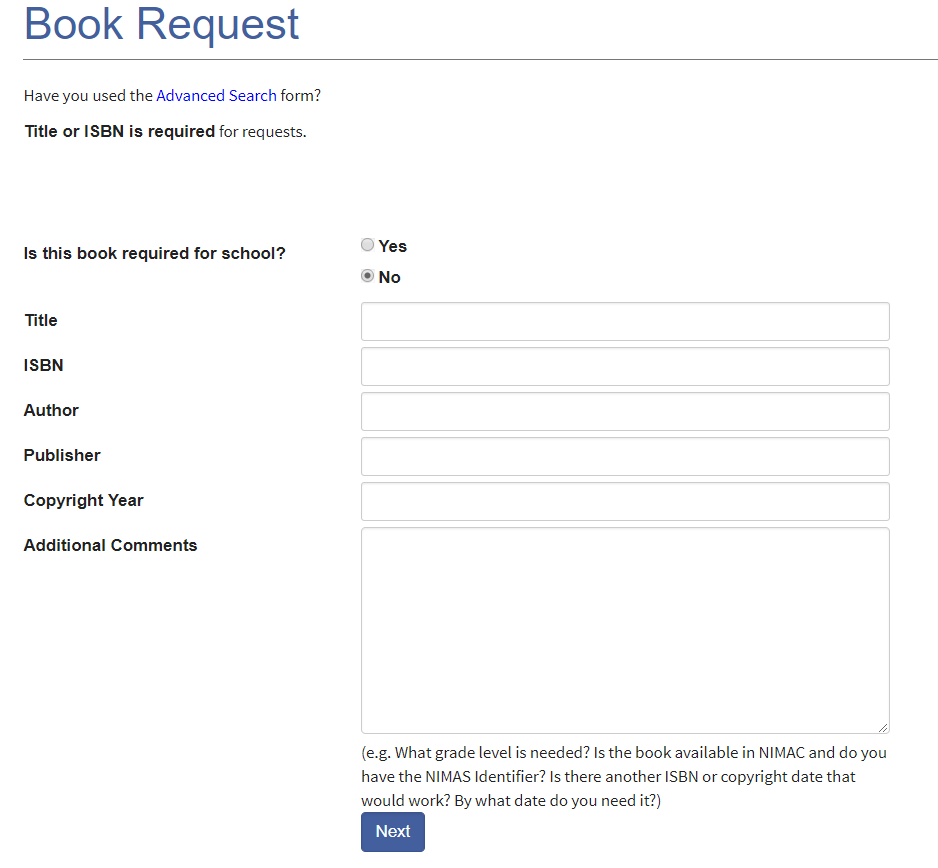 Book Request
Have you used the Advanced Search form?
Title or ISBN is required for requests.
Is this book required for school?
Yes
No
Title
ISBN
Author
Publisher
Copyright Year
Additional Comments
(e.g. What grade level is needed? Is the book available in NIMAC and do you
have the NIMAS Identifier? Is there another ISBN or copyright date that
would work? By what date do you need it?)
Next